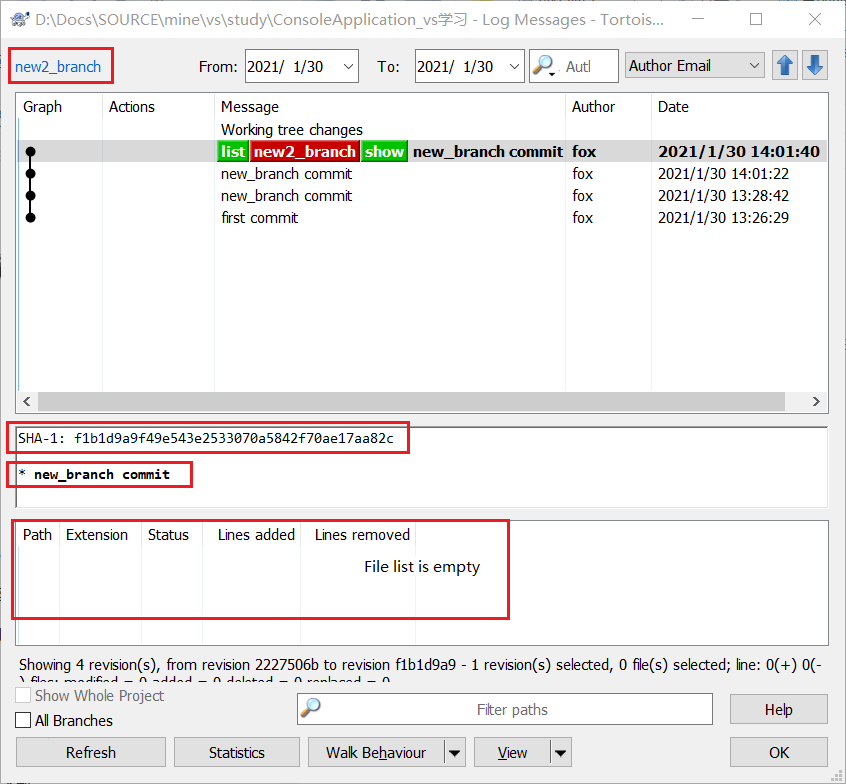 D:\Docs\SOURCE\mine\vs\study\ConsoleApplication_vs学习 - Log Messages - Tortois...
new2_branch From: 2021/ 1/30 To: 2021/ 1/30 Autl Author Email
Graph Actions Message Author Date
Working tree changes
list new2_branch show new_branch commit fox 2021/1/30 14:01:40
new_branch commit fox 2021/1/30 14:01:22
new_branch commit fox 2021/1/30 13:28:42
first commit fox 2021/1/30 13:26:29
SHA-1: f1b1d9a9f49e543e2533070a5842f70ae17aa82c
* new_branch commit
Path Extension Status Lines added Lines removed
File list is empty
Showing 4 revision(s), from revision 2227506b to revision f1b1d9a9 - 1 revision(s) selected, 0 file(s) selected; line: 0(+) 0(-
) files: modified = 0 added = 0 deleted = 0 replaced = 0
Show Whole Project
All Branches
Filter paths
Help
Refresh Statistics Walk Behaviour View OK